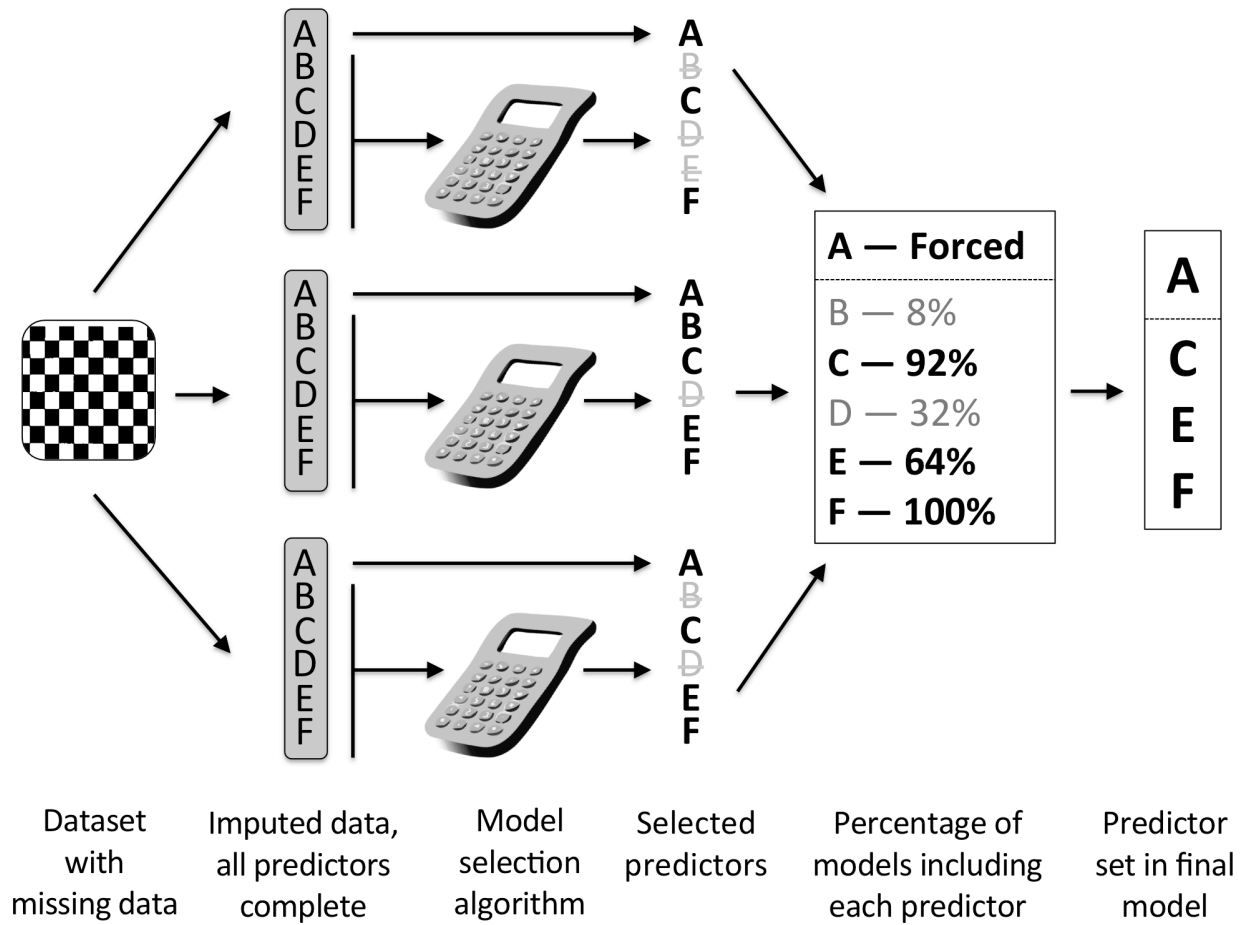 A
B
C
D
E
F
A
B
C
D
E
F
A
B
C
D
E
F
A
B
C
D
E
F
A
B
C
D
E
F
A
B
C
D
E
F
A — Forced
B — 8%
C — 92%
D — 32%
E — 64%
F — 100%
A
C
E
F
Dataset
with
missing data
Imputed data,
all predictors
complete
Model
selection
algorithm
Selected
predictors
Percentage of
models including
each predictor
Predictor
set in final
model